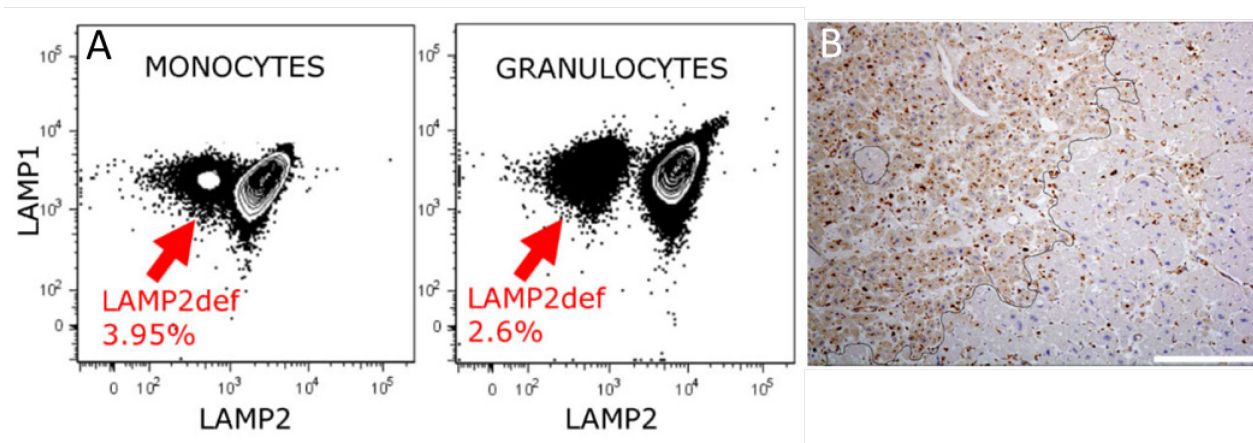 A
MONOCYTES
10^5
10^4
10^3
10^2
0
LAMP1
LAMP2def
3.95%
0 10^2 10^3 10^4 10^5
LAMP2
GRANULOCYTES
10^5
10^4
10^3
10^2
0
LAMP2def
2.6%
0 10^2 10^3 10^4 10^5
LAMP2
B